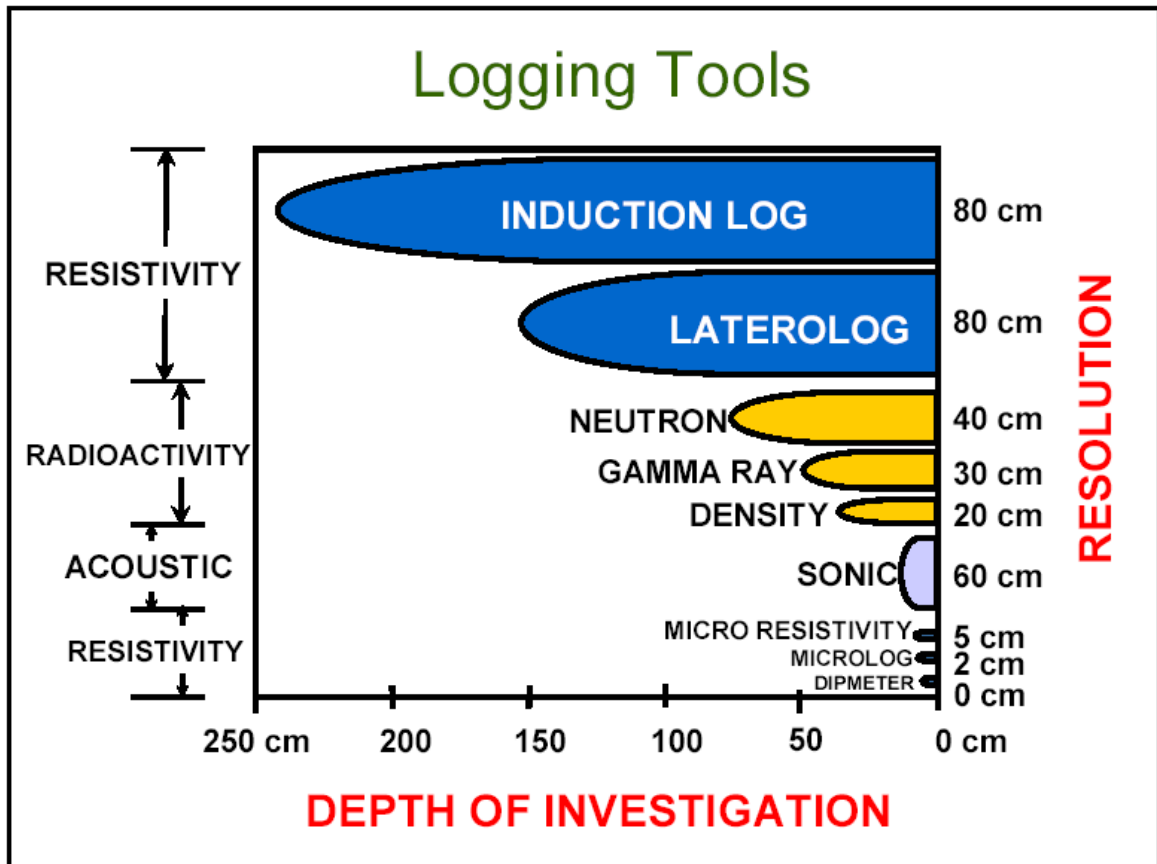 Logging Tools
INDUCTION LOG
80 cm
RESISTIVITY
LATEROLOG
80 cm
NEUTRON
40 cm
RADIOACTIVITY
GAMMA RAY
30 cm
DENSITY
20 cm
ACOUSTIC
SONIC
60 cm
RESISTIVITY
MICRO RESISTIVITY
5 cm
MICROLOG
2 cm
DIPMETER
0 cm
RESOLUTION
250 cm 200 150 100 50 0 cm
DEPTH OF INVESTIGATION